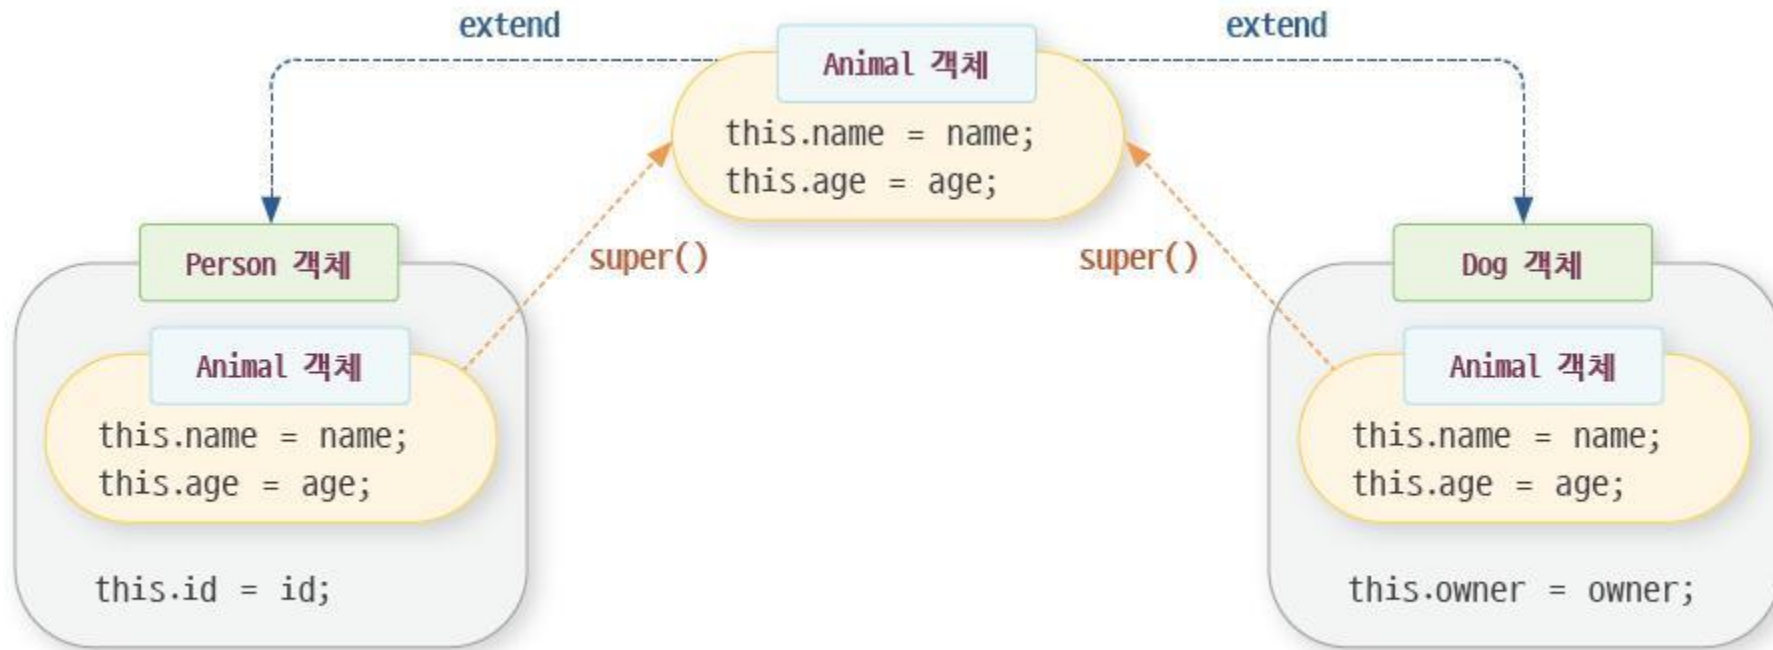 extend
extend
Animal 객체
this.name = name;
this.age = age;
super()
super()
Person 객체
Animal 객체
this.name = name;
this.age = age;
this.id = id;
Dog 객체
Animal 객체
this.name = name;
this.age = age;
this.owner = owner;